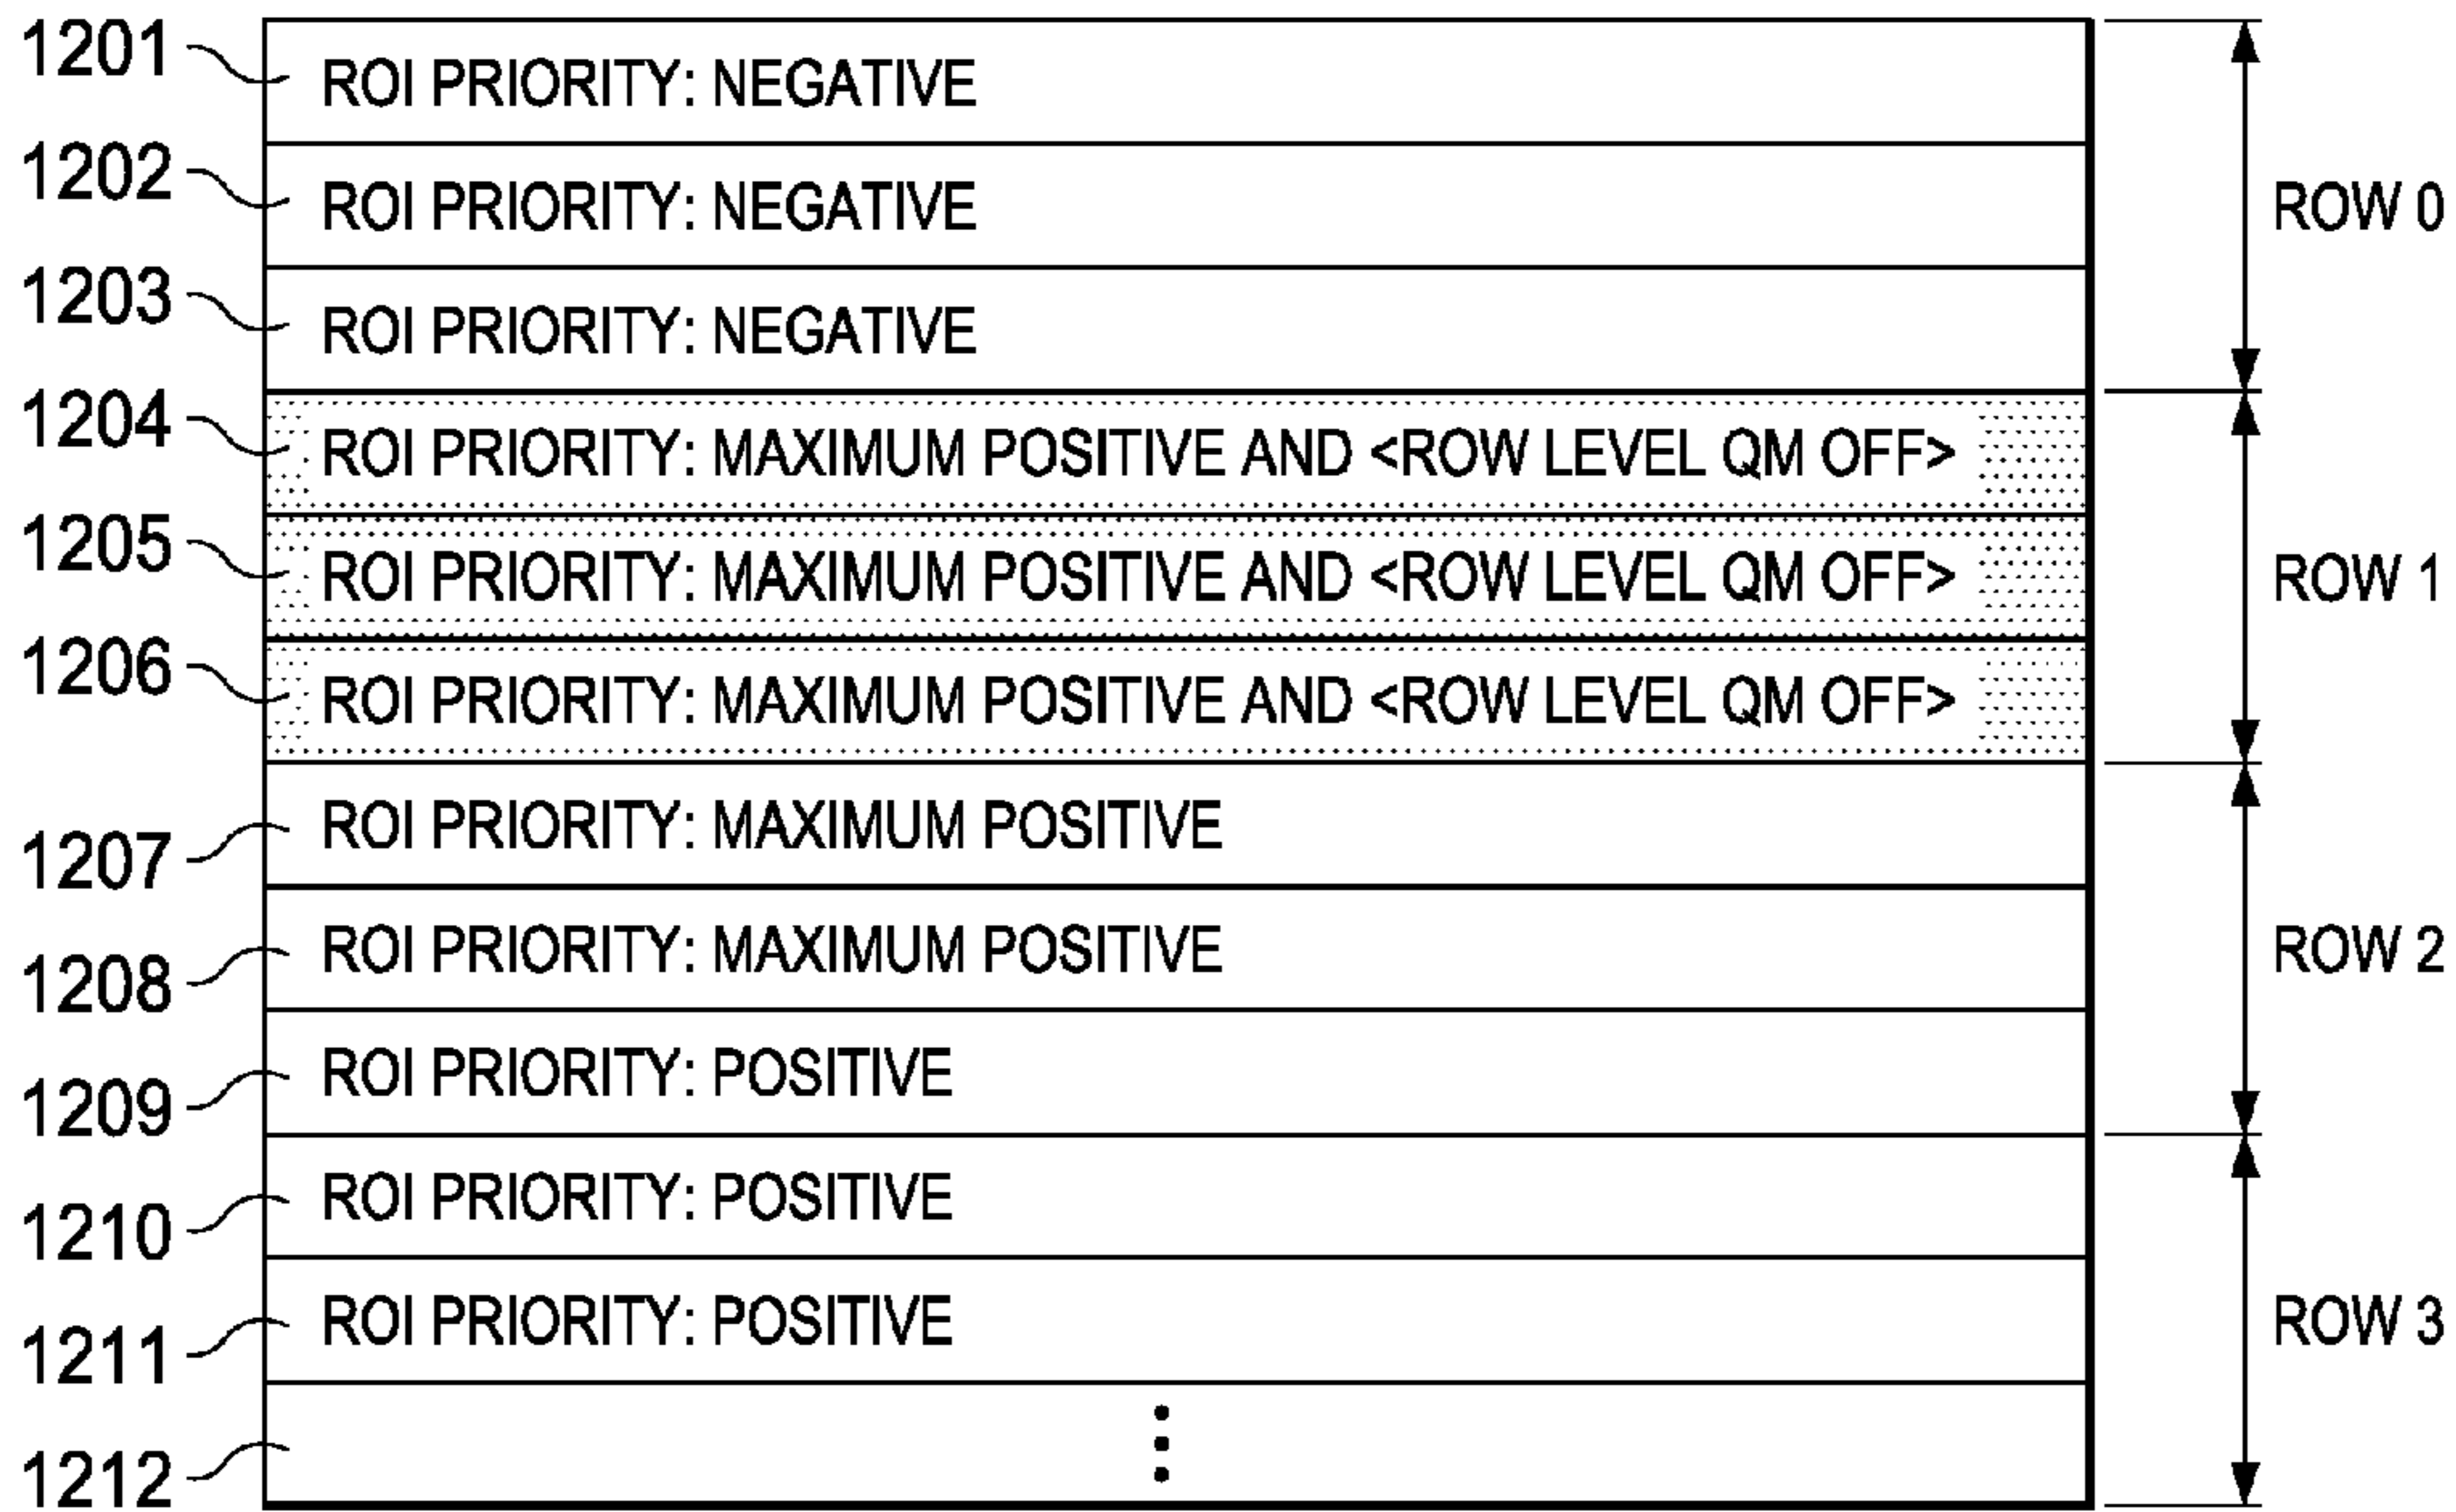 1201 ROI PRIORITY: NEGATIVE
1202 ROI PRIORITY: NEGATIVE ROW 0
1203 ROI PRIORITY: NEGATIVE
1204 ROI PRIORITY: MAXIMUM POSITIVE AND <ROW LEVEL QM OFF>
1205 ROI PRIORITY: MAXIMUM POSITIVE AND <ROW LEVEL QM OFF> ROW 1
1206 ROI PRIORITY: MAXIMUM POSITIVE AND <ROW LEVEL QM OFF>
1207 ROI PRIORITY: MAXIMUM POSITIVE
1208 ROI PRIORITY: MAXIMUM POSITIVE ROW 2
1209 ROI PRIORITY: POSITIVE
1210 ROI PRIORITY: POSITIVE
1211 ROI PRIORITY: POSITIVE ROW 3
1212